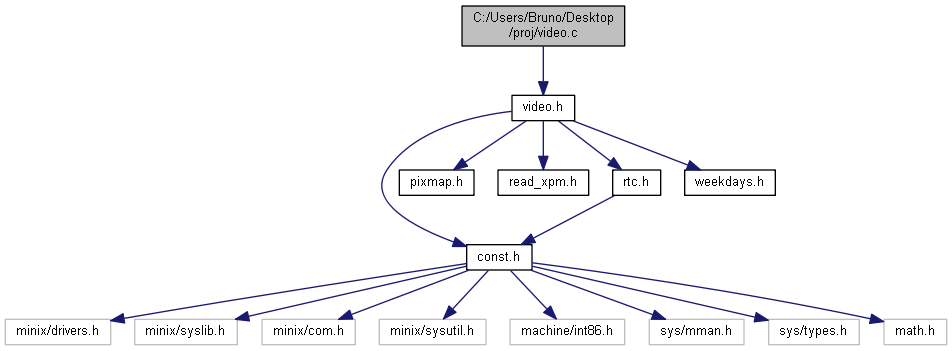 C:/Users/Bruno/Desktop
/proj/video.c
video.h
pixmap.h
read_xpm.h
rtc.h
weekdays.h
const.h
minix/drivers.h
minix/syslib.h
minix/com.h
minix/sysutil.h
machine/int86.h
sys/mman.h
sys/types.h
math.h